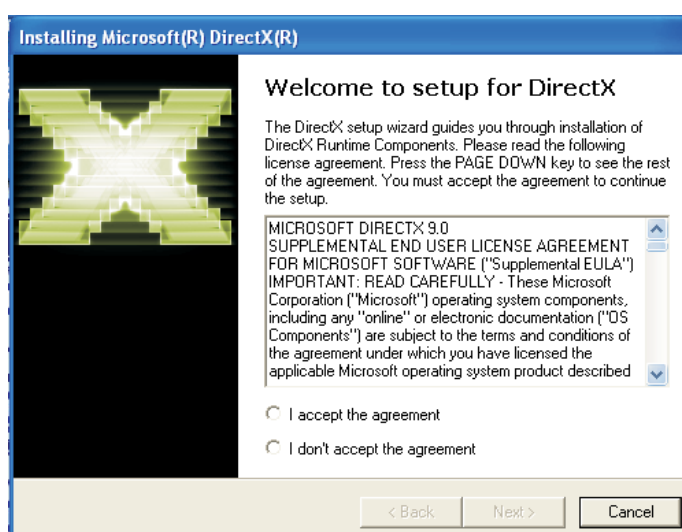 Installing Microsoft(R) DirectX(R)
Welcome to setup for DirectX
The DirectX setup wizard guides you through installation of
DirectX Runtime Components. Please read the following
license agreement. Press the PAGE DOWN key to see the rest
of the agreement. You must accept the agreement to continue
the setup.
MICROSOFT DIRECTX 9.0
SUPPLEMENTAL END USER LICENSE AGREEMENT
FOR MICROSOFT SOFTWARE ("Supplemental EULA")
IMPORTANT: READ CAREFULLY - These Microsoft
Corporation ("Microsoft") operating system components,
including any "online" or electronic documentation ("OS
Components") are subject to the terms and conditions of
the agreement under which you have licensed the
applicable Microsoft operating system product described
I accept the agreement
I don't accept the agreement
< Back Next > Cancel